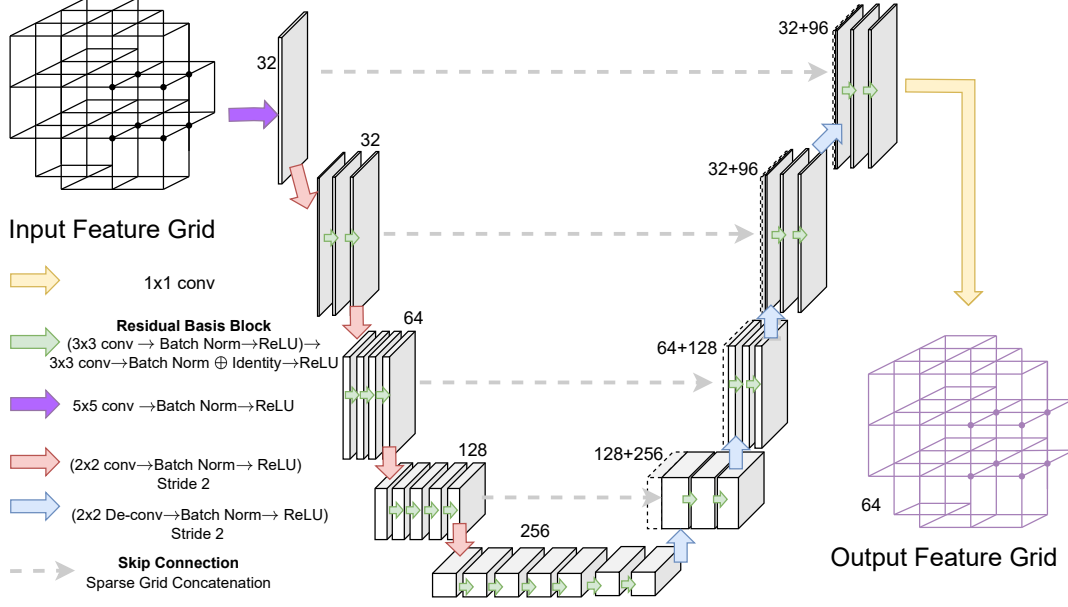 32
32+96
32
32+96
Input Feature Grid
1x1 conv
Residual Basis Block
(3x3 conv → Batch Norm→ReLU)→
3x3 conv→Batch Norm ⊕ Identity→ReLU
64
64+128
5x5 conv →Batch Norm→ReLU
(2x2 conv→Batch Norm→ ReLU)
Stride 2
128
128+256
(2x2 De-conv→Batch Norm→ ReLU)
Stride 2
256
64
Skip Connection
Sparse Grid Concatenation
Output Feature Grid